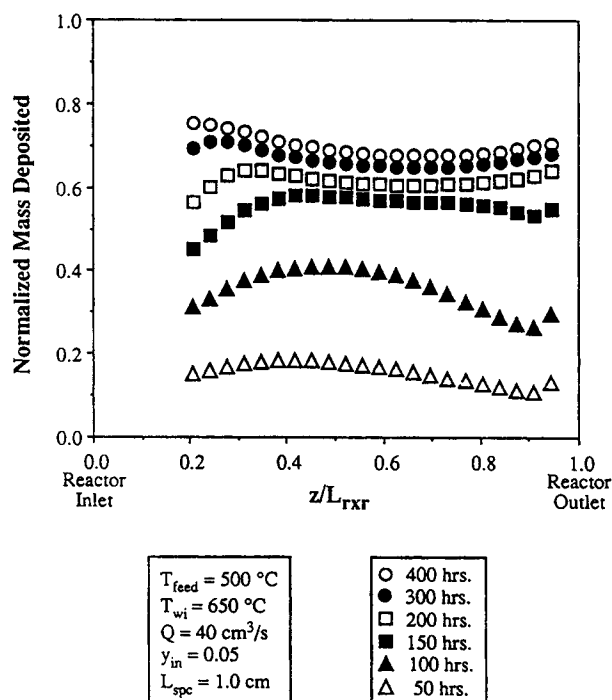 1.0
0.8
0.6
0.4
0.2
0.0
Normalized Mass Deposited
0.0 0.2 0.4 0.6 0.8 1.0
Reactor Inlet
z/L_rxr
Reactor Outlet
T_feed = 500 °C
T_wi = 650 °C
Q = 40 cm³/s
y_in = 0.05
L_spc = 1.0 cm
400 hrs.
300 hrs.
200 hrs.
150 hrs.
100 hrs.
50 hrs.